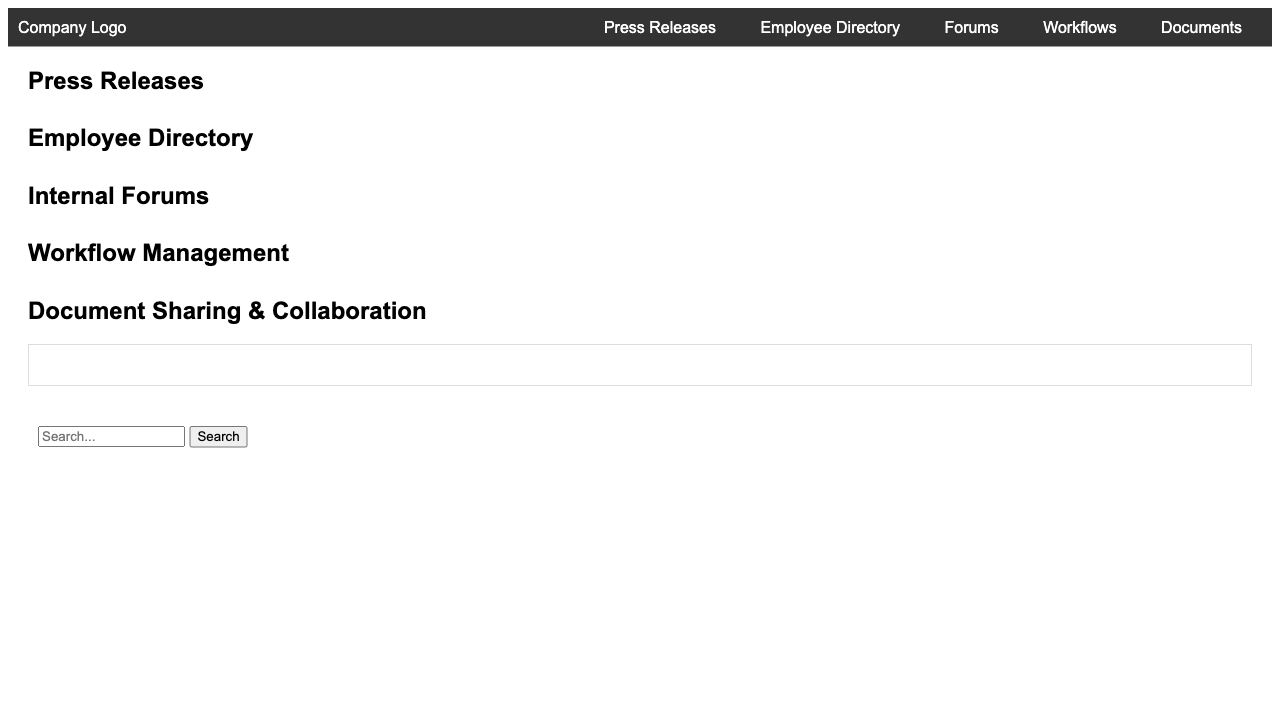 Company Logo Press Releases Employee Directory Forums Workflows Documents
Press Releases
Employee Directory
Internal Forums
Workflow Management
Document Sharing & Collaboration
Search... Search